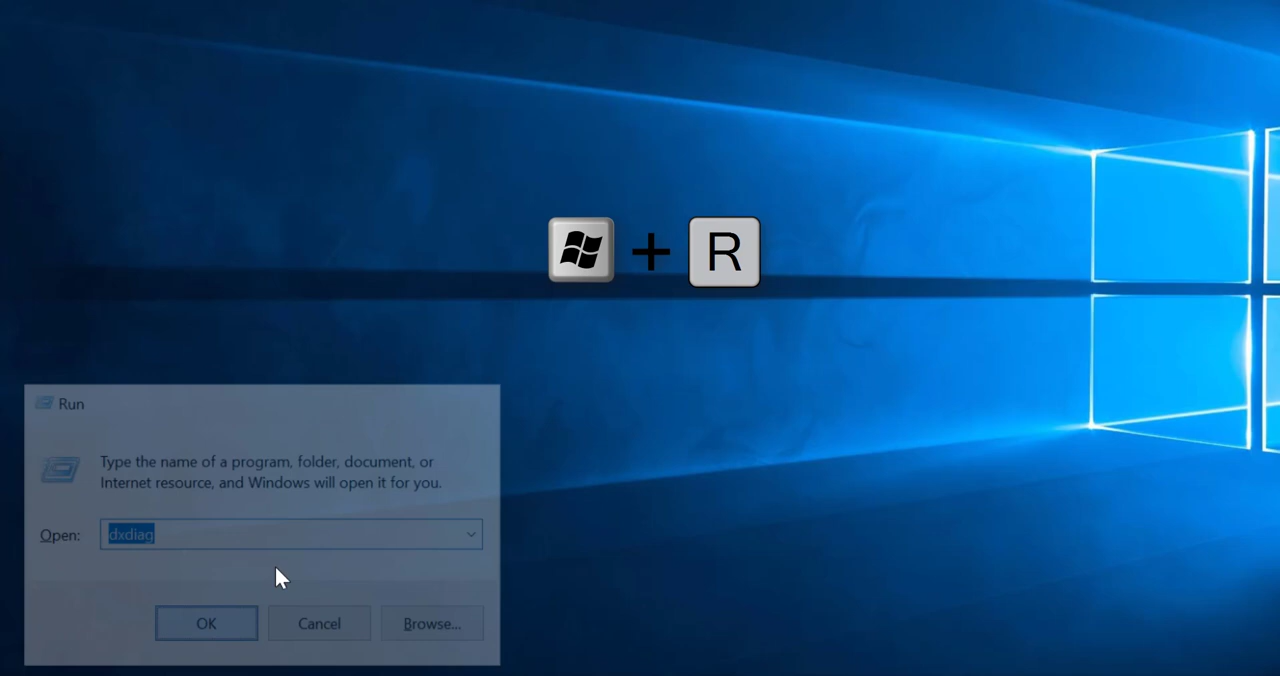 + R
Run
Type the name of a program, folder, document, or
Internet resource, and Windows will open it for you.
Open: dxdiag
OK Cancel Browse...